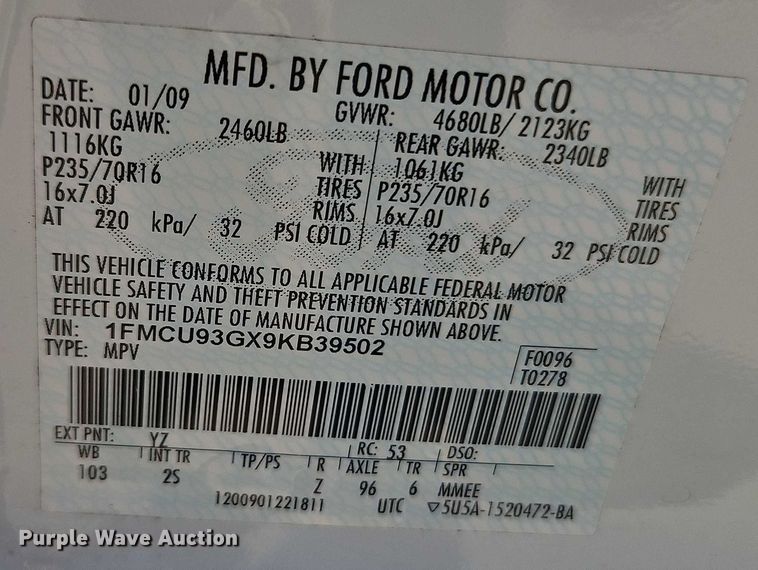 MFD. BY FORD MOTOR CO.
DATE: 01/09 GVWR: 4680LB/ 2123KG
FRONT GAWR: 2460LB REAR GAWR: 2340LB
1116KG WITH 1061KG WITH
P235/70R16 TIRES P235/70R16 TIRES
16x7.0J RIMS 16x7.0J RIMS
AT 220 kPa/ 32 PSI COLD AT 220 kPa/ 32 PSI COLD
THIS VEHICLE CONFORMS TO ALL APPLICABLE FEDERAL MOTOR
VEHICLE SAFETY AND THEFT PREVENTION STANDARDS IN
EFFECT ON THE DATE OF MANUFACTURE SHOWN ABOVE.
VIN: 1FMCU93GX9KB39502
TYPE: MPV
F0096
T0278
EXT PNT: YZ RC: 53 DSO:
WB INT TR TP/PS R AXLE TR SPR
103 2S Z 96 6 MMEE
1200901221811 UTC ▽5U5A-1520472-BA
Purple Wave Auction